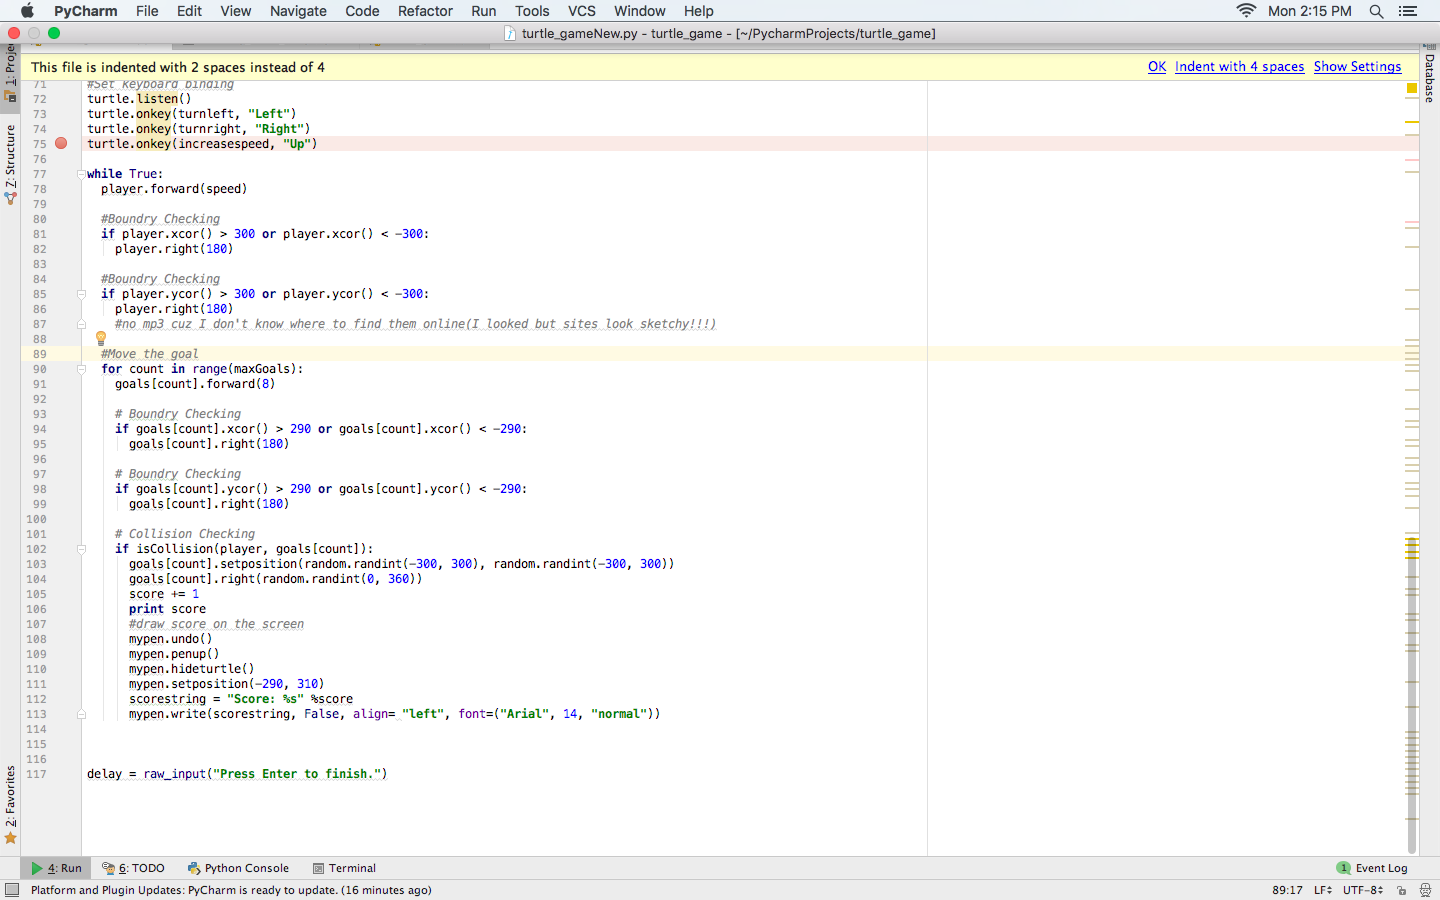 PyCharm File Edit View Navigate Code Refactor Run Tools VCS Window Help Mon 2:15 PM
turtle_gameNew.py - turtle_game - [~/PycharmProjects/turtle_game]
This file is indented with 2 spaces instead of 4 OK Indent with 4 spaces Show Settings
1: Proje
7: Structure
2: Favorites
Database
71 #Set keyboard binding
72 turtle.listen()
73 turtle.onkey(turnleft, "Left")
74 turtle.onkey(turnright, "Right")
75 turtle.onkey(increasespeed, "Up")
76
77 while True:
78 player.forward(speed)
79
80 #Boundry Checking
81 if player.xcor() > 300 or player.xcor() < -300:
82 player.right(180)
83
84 #Boundry Checking
85 if player.ycor() > 300 or player.ycor() < -300:
86 player.right(180)
87 #no mp3 cuz I don't know where to find them online(I looked but sites look sketchy!!!)
88
89 #Move the goal
90 for count in range(maxGoals):
91 goals[count].forward(8)
92
93 # Boundry Checking
94 if goals[count].xcor() > 290 or goals[count].xcor() < -290:
95 goals[count].right(180)
96
97 # Boundry Checking
98 if goals[count].ycor() > 290 or goals[count].ycor() < -290:
99 goals[count].right(180)
100
101 # Collision Checking
102 if isCollision(player, goals[count]):
103 goals[count].setposition(random.randint(-300, 300), random.randint(-300, 300))
104 goals[count].right(random.randint(0, 360))
105 score += 1
106 print score
107 #draw score on the screen
108 mypen.undo()
109 mypen.penup()
110 mypen.hideturtle()
111 mypen.setposition(-290, 310)
112 scorestring = "Score: %s" %score
113 mypen.write(scorestring, False, align= "left", font=("Arial", 14, "normal"))
114
115
116
117 delay = raw_input("Press Enter to finish.")
4: Run 6: TODO Python Console Terminal 1 Event Log
Platform and Plugin Updates: PyCharm is ready to update. (16 minutes ago) 89:17 LF UTF-8